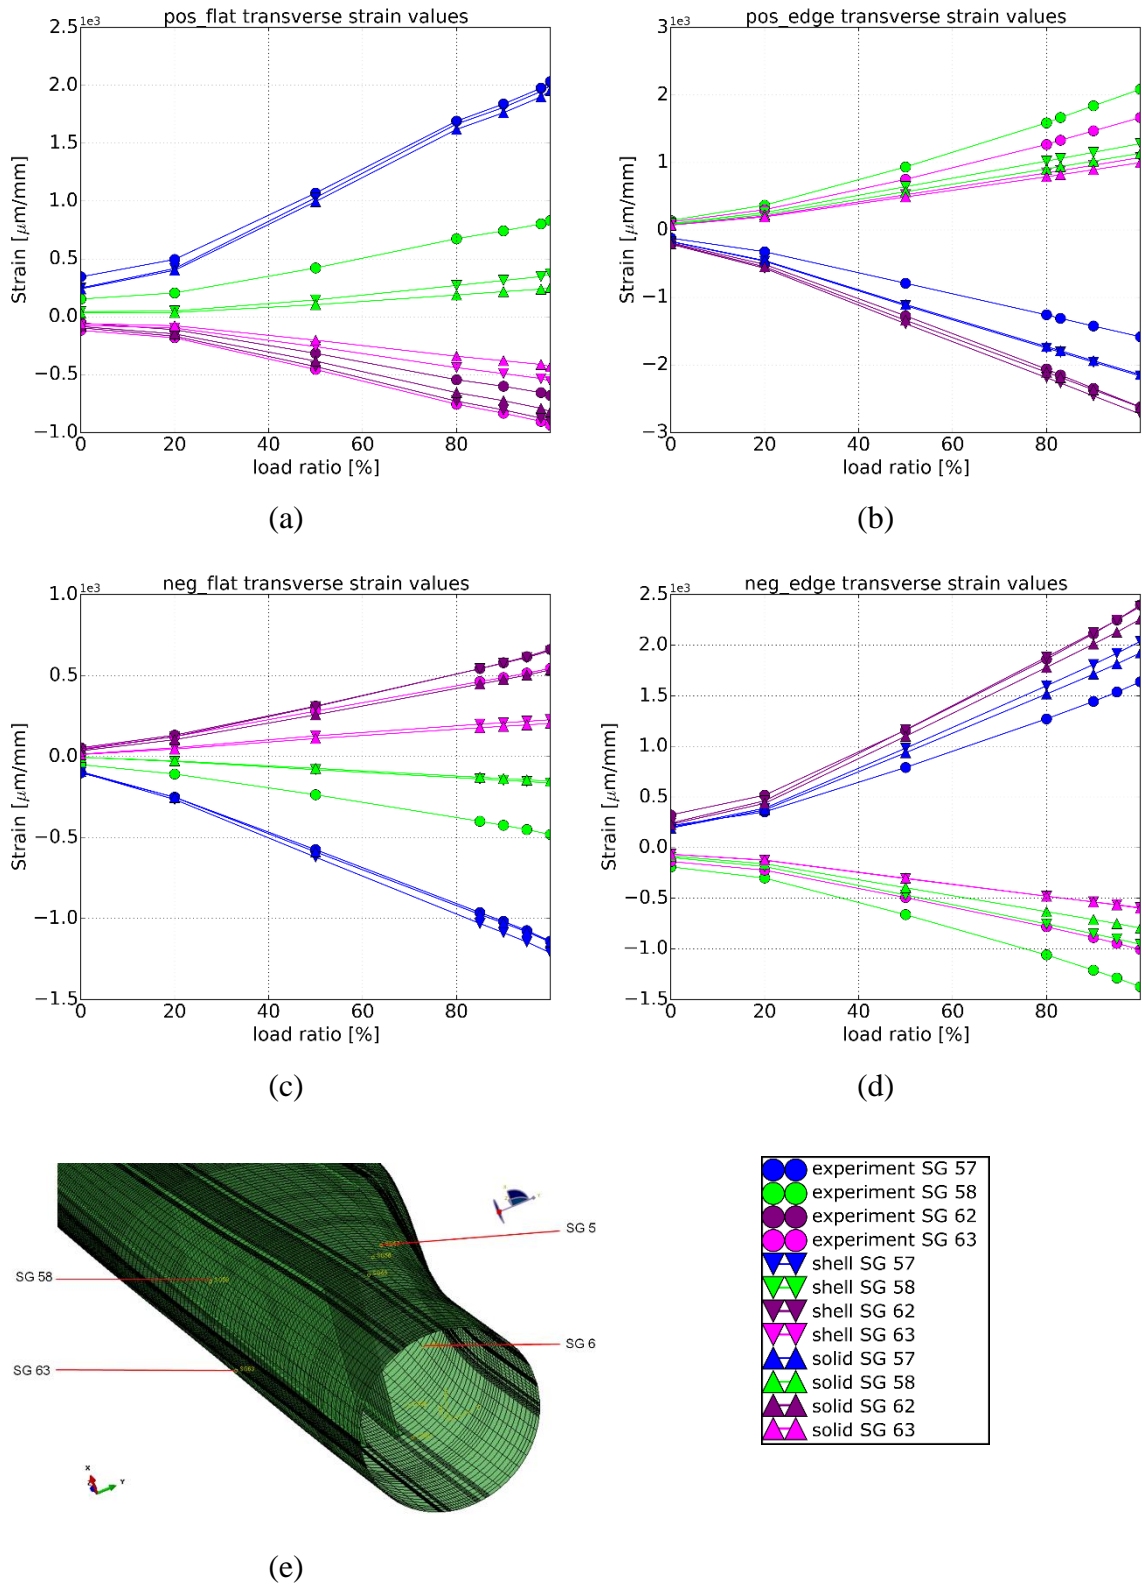 pos_flat transverse strain values
1e3
2.5
2.0
1.5
1.0
0.5
0.0
−0.5
−1.0
Strain [μm/mm]
0 20 40 60 80
load ratio [%]
(a)
pos_edge transverse strain values
1e3
3
2
1
0
−1
−2
−3
Strain [μm/mm]
0 20 40 60 80
load ratio [%]
(b)
neg_flat transverse strain values
1e3
1.0
0.5
0.0
−0.5
−1.0
−1.5
Strain [μm/mm]
0 20 40 60 80
load ratio [%]
(c)
neg_edge transverse strain values
1e3
2.5
2.0
1.5
1.0
0.5
0.0
−0.5
−1.0
−1.5
Strain [μm/mm]
0 20 40 60 80
load ratio [%]
(d)
SG 5
SG 58
SG 6
SG 63
X
Y
(e)
experiment SG 57
experiment SG 58
experiment SG 62
experiment SG 63
shell SG 57
shell SG 58
shell SG 62
shell SG 63
solid SG 57
solid SG 58
solid SG 62
solid SG 63